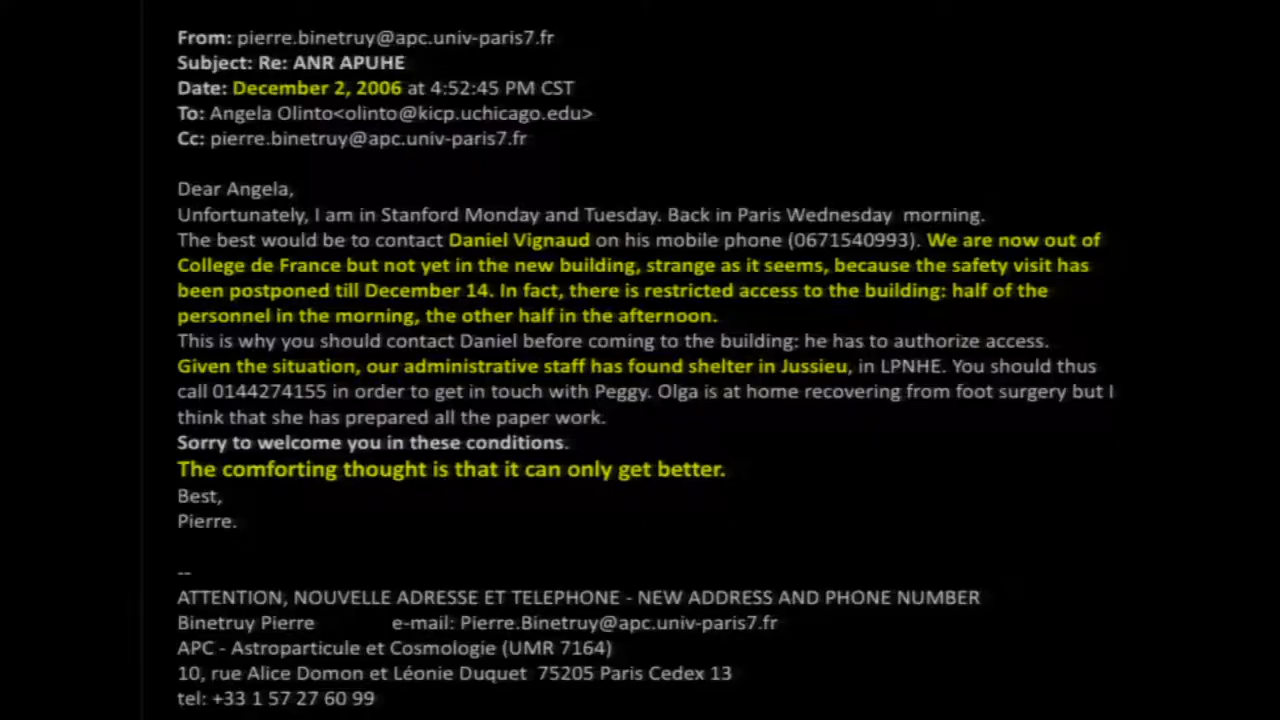 From: pierre.binetruy@apc.univ-paris7.fr
Subject: Re: ANR APUHE
Date: December 2, 2006 at 4:52:45 PM CST
To: Angela Olinto<olinto@kicp.uchicago.edu>
Cc: pierre.binetruy@apc.univ-paris7.fr
Dear Angela,
Unfortunately, I am in Stanford Monday and Tuesday. Back in Paris Wednesday morning.
The best would be to contact Daniel Vignaud on his mobile phone (0671540993). We are now out of
College de France but not yet in the new building, strange as it seems, because the safety visit has
been postponed till December 14. In fact, there is restricted access to the building: half of the
personnel in the morning, the other half in the afternoon.
This is why you should contact Daniel before coming to the building: he has to authorize access.
Given the situation, our administrative staff has found shelter in Jussieu, in LPNHE. You should thus
call 0144274155 in order to get in touch with Peggy. Olga is at home recovering from foot surgery but I
think that she has prepared all the paper work.
Sorry to welcome you in these conditions.
The comforting thought is that it can only get better.
Best,
Pierre.
--
ATTENTION, NOUVELLE ADRESSE ET TELEPHONE - NEW ADDRESS AND PHONE NUMBER
Binetruy Pierre e-mail: Pierre.Binetruy@apc.univ-paris7.fr
APC - Astroparticule et Cosmologie (UMR 7164)
10, rue Alice Domon et Léonie Duquet 75205 Paris Cedex 13
tel: +33 1 57 27 60 99